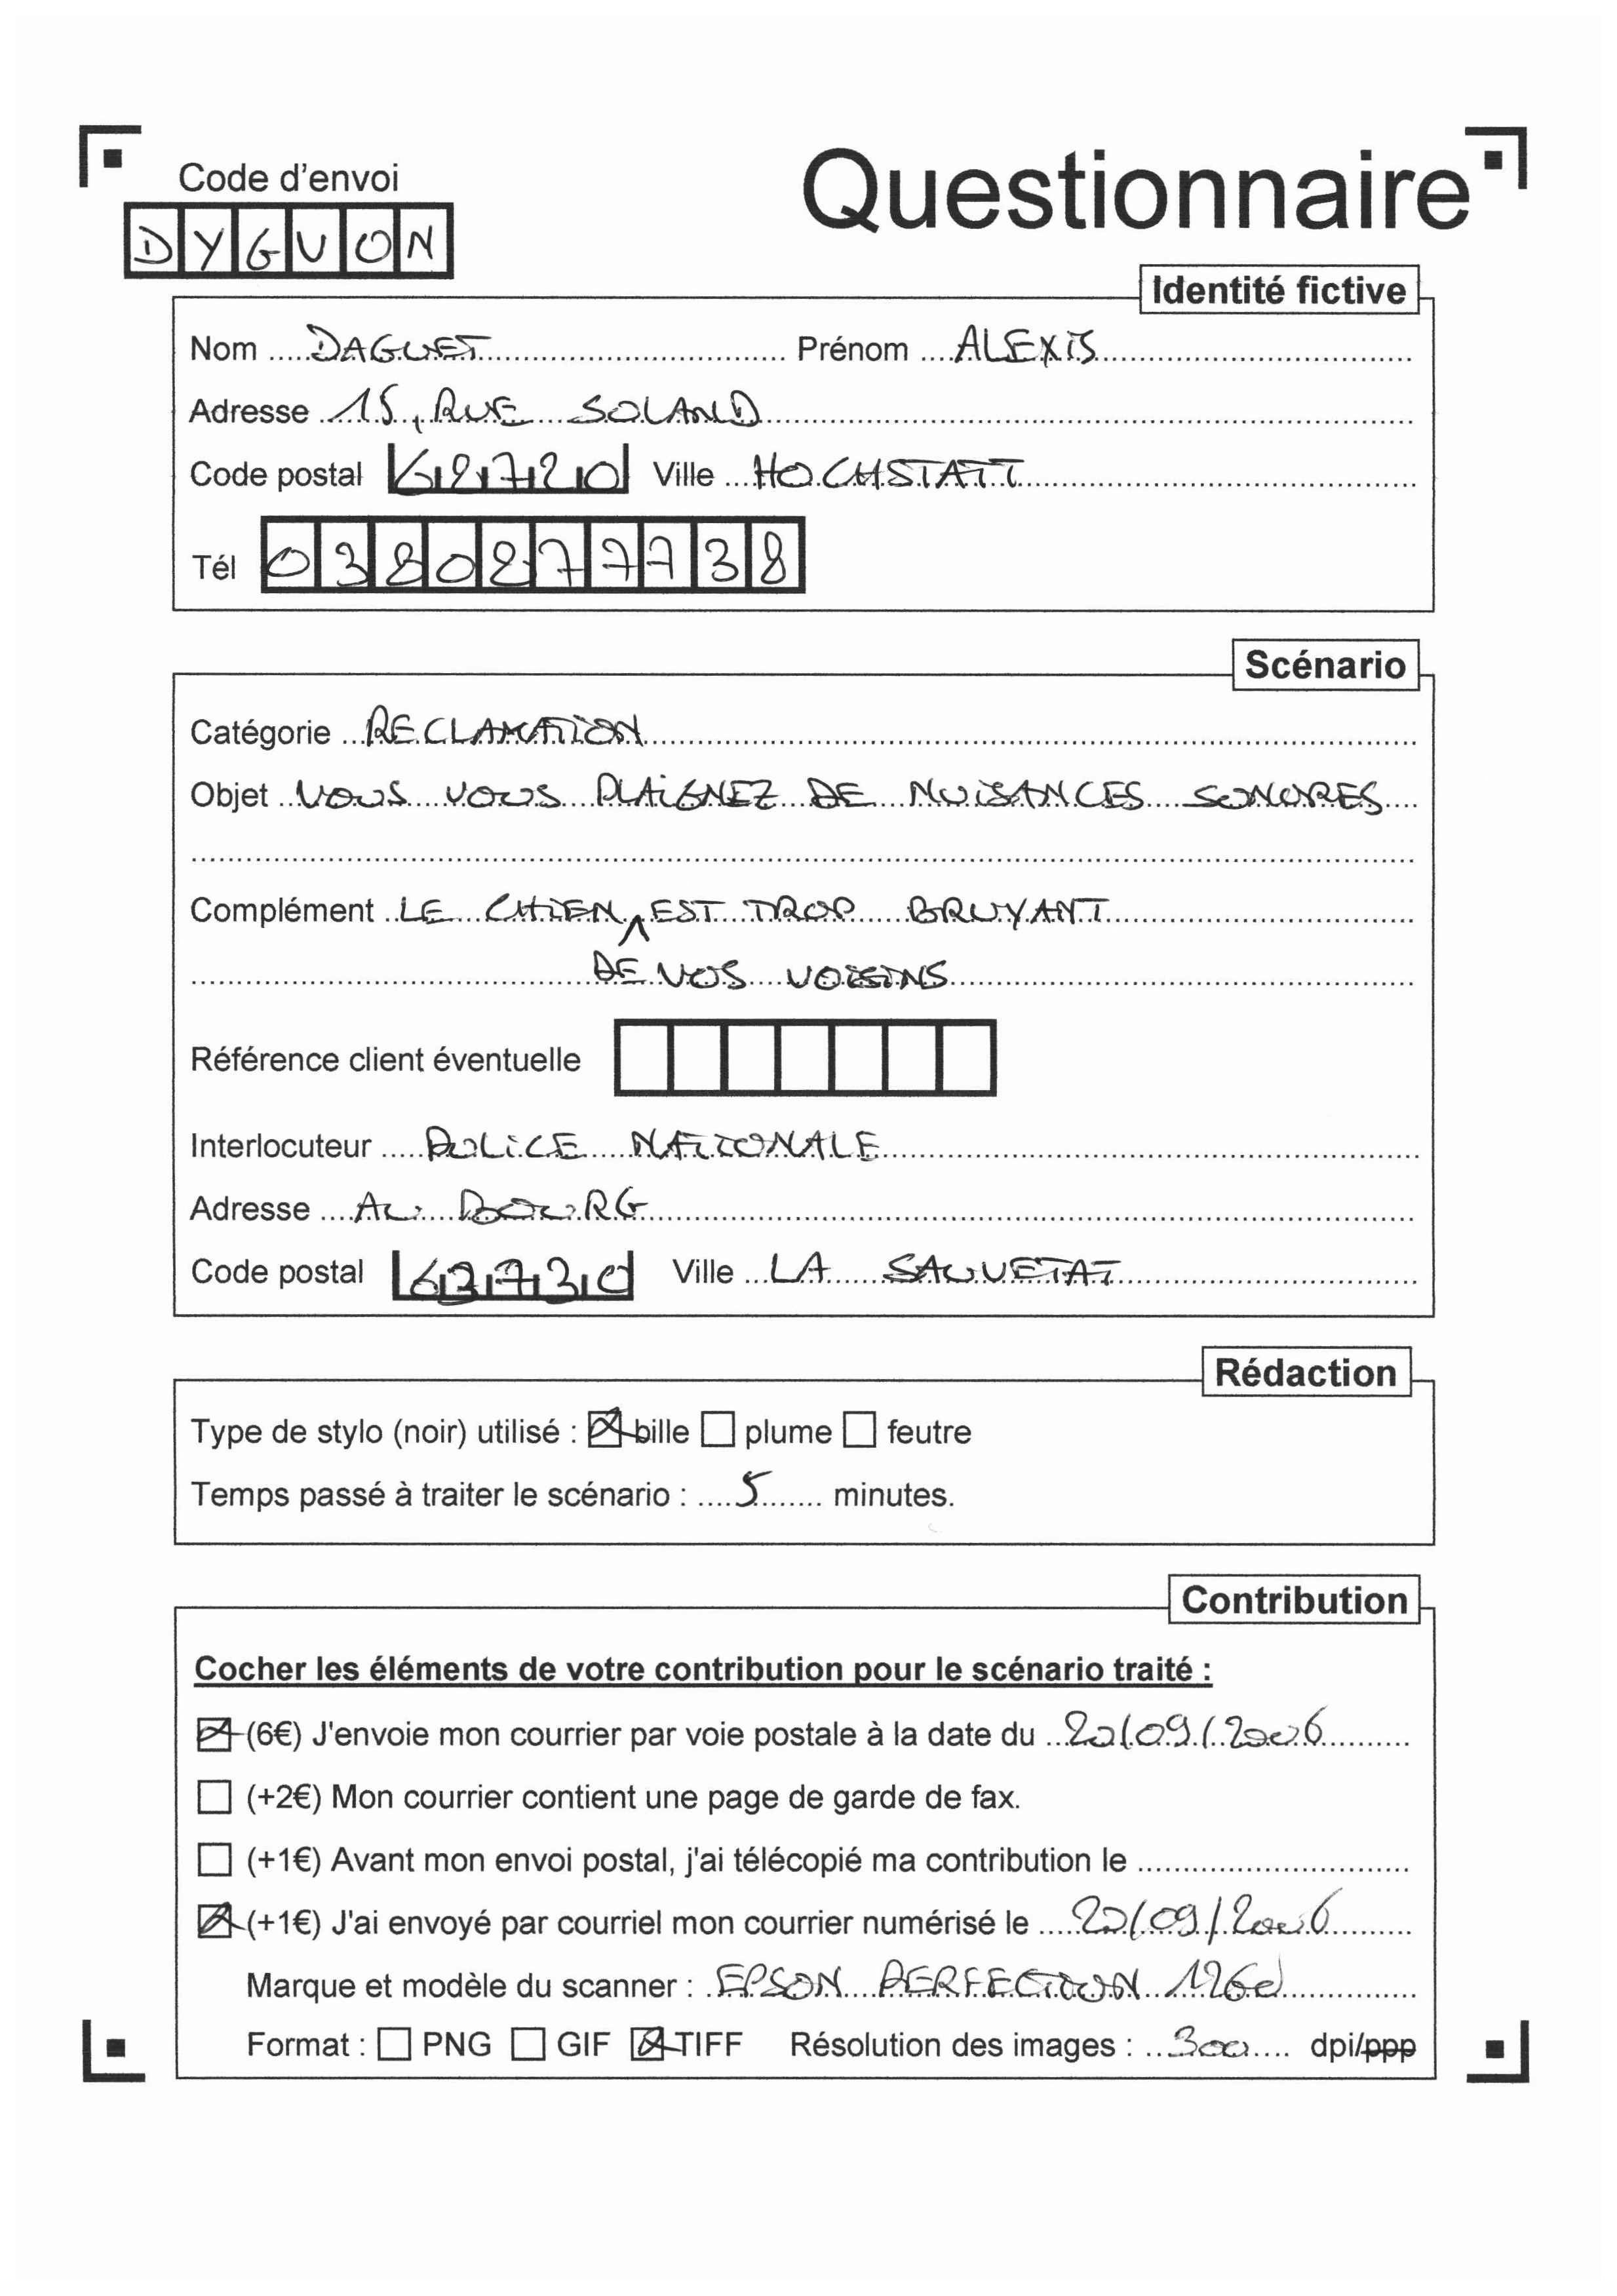 Code d'envoi
DYGUON
Questionnaire
Identité fictive
Nom DAGUET Prénom ALEXIS
Adresse 15, RUE SOLAND
Code postal 62720 Ville HOCHSTATT
Tél 0380277738
Scénario
Catégorie RECLAMATION
Objet VOUS VOUS PLAIGNEZ DE NUISANCES SONORES
Complément LE CHIEN EST TROP BRUYANT
DE VOS VOISINS
Référence client éventuelle
Interlocuteur POLICE NATIONALE
Adresse AU BOURG
Code postal 63730 Ville LA SAUVETAT
Rédaction
Type de stylo (noir) utilisé : bille plume feutre
Temps passé à traiter le scénario : 5 minutes.
Contribution
Cocher les éléments de votre contribution pour le scénario traité :
(6€) J'envoie mon courrier par voie postale à la date du 20/09/2006
(+2€) Mon courrier contient une page de garde de fax.
(+1€) Avant mon envoi postal, j'ai télécopié ma contribution le
(+1€) J'ai envoyé par courriel mon courrier numérisé le 20/09/2006
Marque et modèle du scanner : EPSON PERFECTION 1260
Format : PNG GIF TIFF Résolution des images : 300 dpi/ppp